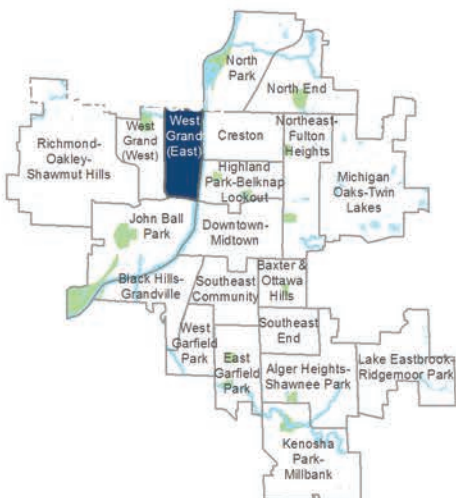 North
Park
North End
West
Grand
(East)
West
Grand
(West)
Creston
Northeast-
Fulton
Heights
Richmond-
Oakley-
Shawmut Hills
Highland
Park-Belknap
Lookout
Michigan
Oaks-Twin
Lakes
John Ball
Park
Downtown-
Midtown
Black Hills-
Grandville
Southeast
Community
Baxter &
Ottawa
Hills
West
Garfield
Park
Southeast
End
East
Garfield
Park
Alger Heights-
Shawnee Park
Lake Eastbrook-
Ridgemoor Park
Kenosha
Park-
Millbank